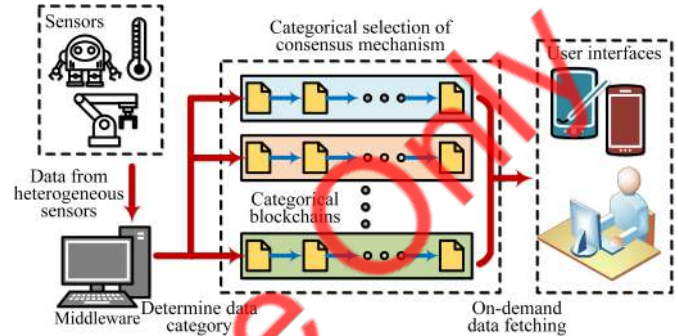 Sensors
Categorical selection of
consensus mechanism
User interfaces
Data from
heterogeneous
sensors
Categorical
blockchains
Middleware
Determine data
category
On-demand
data fetching
only